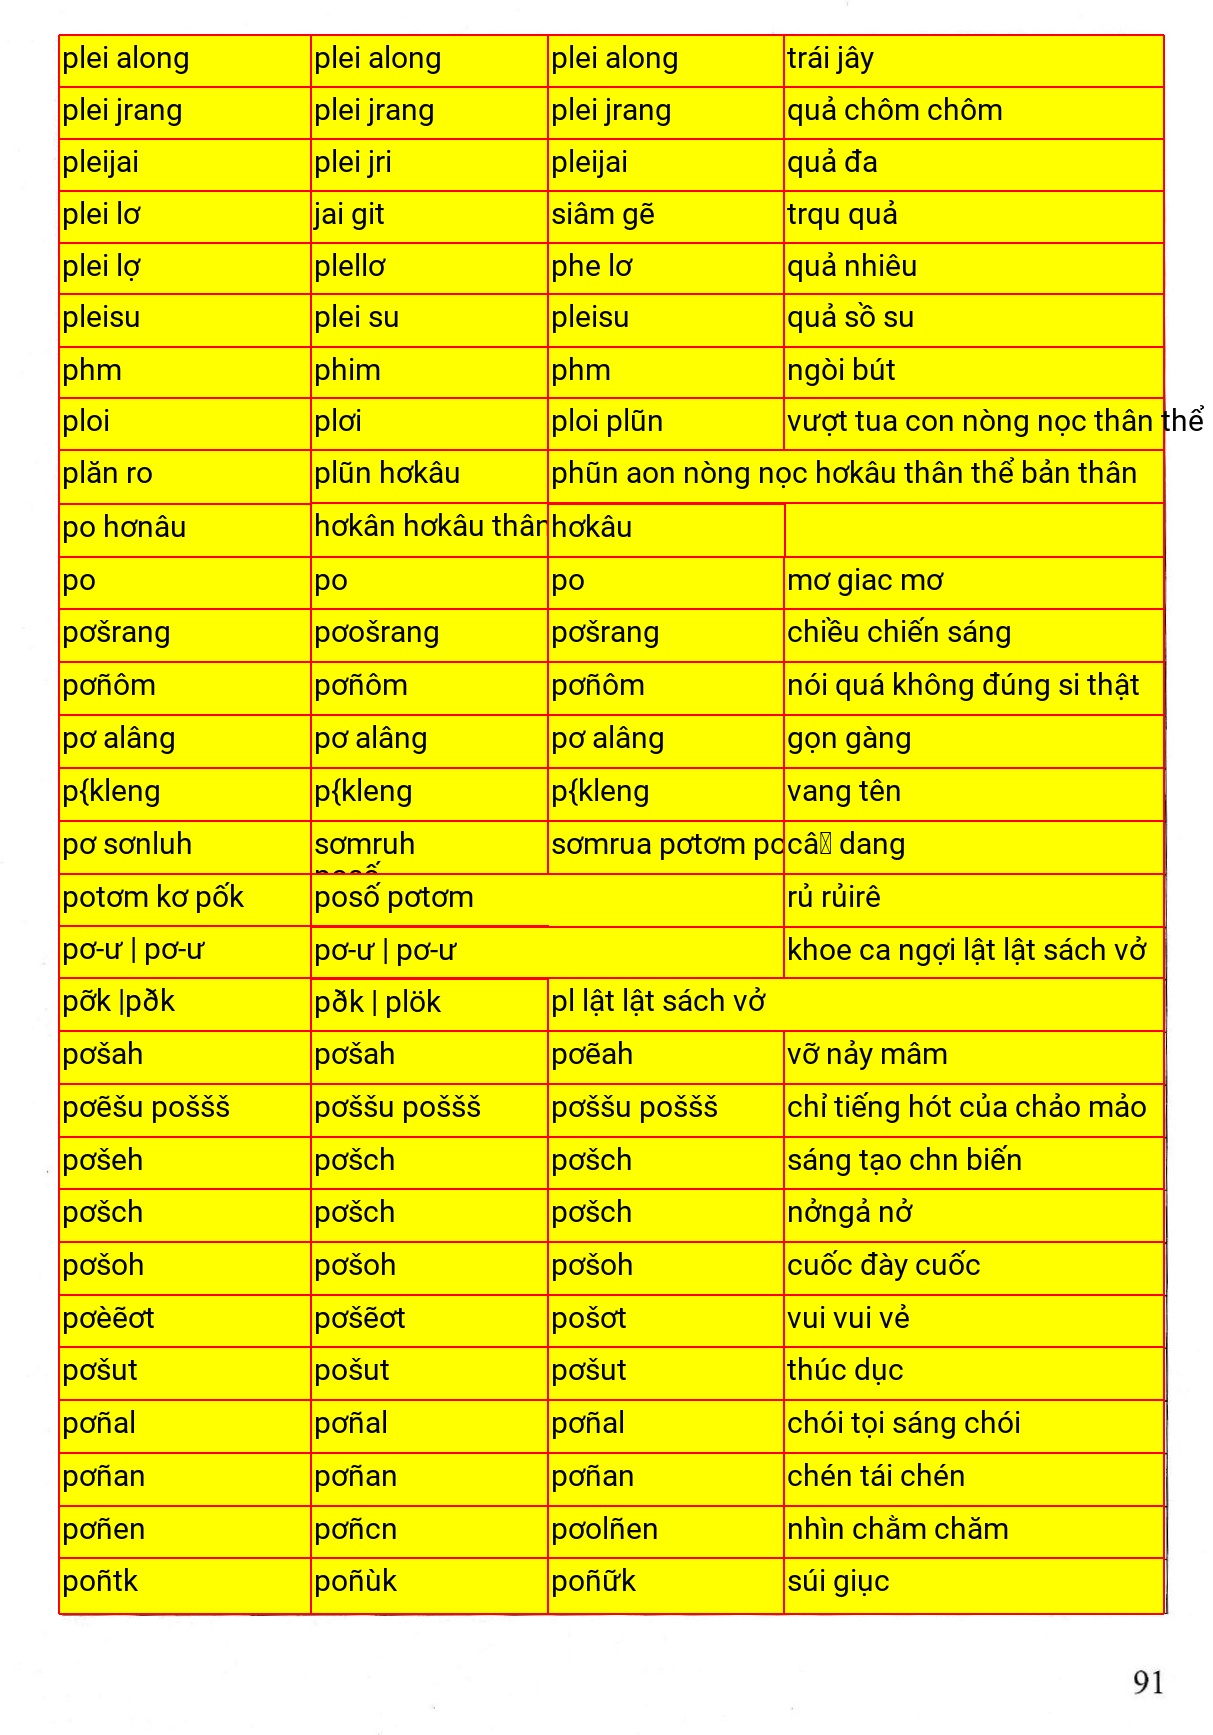 plei along plei along plei along trái jây
plei jrang plei jrang plei jrang quả chôm chôm
pleijai plei jri pleijai quả đa
plei lơ jai git siâm gẽ trqu quả
plei lợ plellơ phe lơ quả nhiêu
pleisu plei su pleisu quả sồ su
phm phim phm ngòi bút
ploi plơi ploi plũn vượt tua con nòng nọc thân thể
plăn ro plũn hơkâu phũn aon nòng nọc hơkâu thân thể bản thân
po hơnâu hơkân hơkâu thân hơkâu
po po po mơ giac mơ
pơšrang pơošrang pơšrang chiều chiến sáng
pơñôm pơñôm pơñôm nói quá không đúng si thật
pơ alâng pơ alâng pơ alâng gọn gàng
p{kleng p{kleng p{kleng vang tên
pơ sơnluh sơmruh sơmrua pơtơm câ dang
potơm kơ pốk posố pơtơm rủ rủirê
pơ-ư | pơ-ư pơ-ư | pơ-ư khoe ca ngợi lật lật sách vở
põk |pðk pðk | plök pl lật lật sách vở
pơšah pơšah pơẽah vỡ nảy mâm
pơẽšu poššš pơššu poššš pơššu poššš chỉ tiếng hót của chảo mảo
pơšeh pơšch pơšch sáng tạo chn biến
pơšch pơšch pơšch nởngả nở
pơšoh pơšoh pơšoh cuốc đày cuốc
pơèẽơt pơšẽơt pošơt vui vui vẻ
pơšut pošut pơšut thúc dục
pơñal pơñal pơñal chói tọi sáng chói
pơñan pơñan pơñan chén tái chén
pơñen pơñcn pơolñen nhìn chằm chăm
poñtk poñùk poñữk súi giục
91